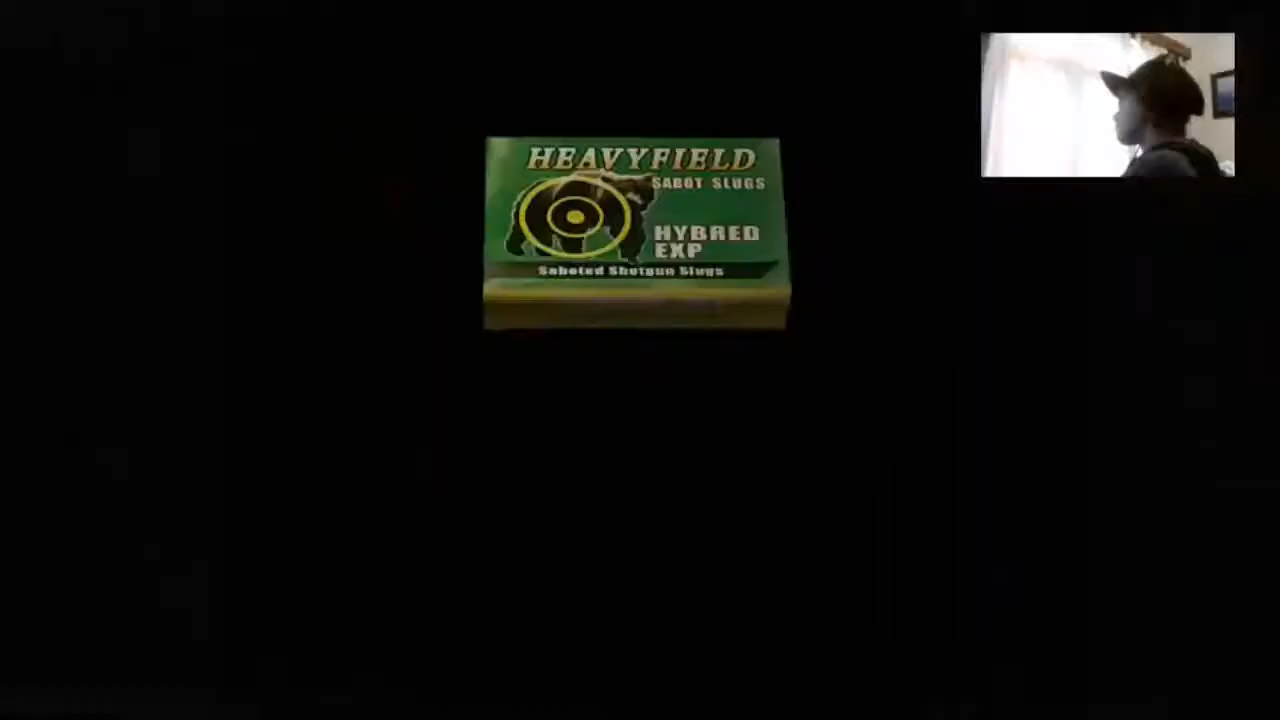 HEAVYFIELD
SABOT SLUGS
HYBRED
EXP
Saboted Shotgun Slugs